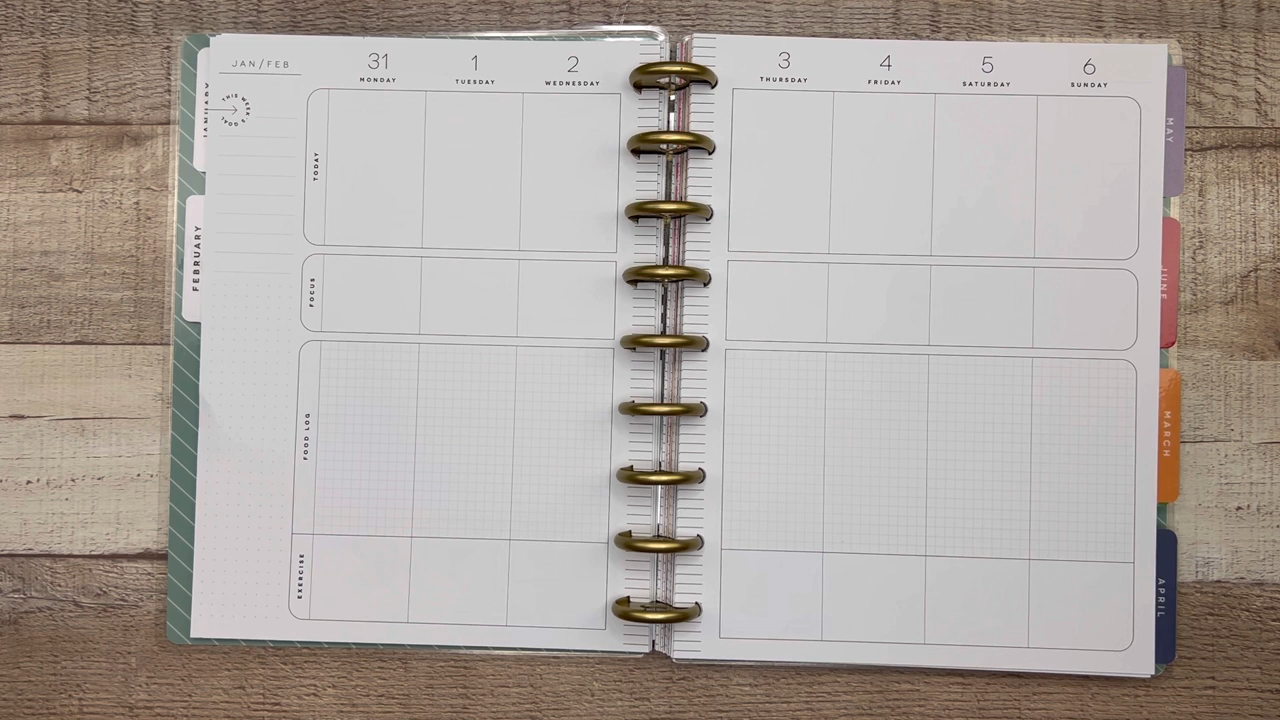 JAN/FEB
31
MONDAY
1
TUESDAY
2
WEDNESDAY
3
THURSDAY
4
FRIDAY
5
SATURDAY
6
SUNDAY
JANUARY
THIS WEEK'S GOAL
FEBRUARY
TODAY
FOCUS
FOOD LOG
EXERCISE
MAY
JUNE
MARCH
APRIL